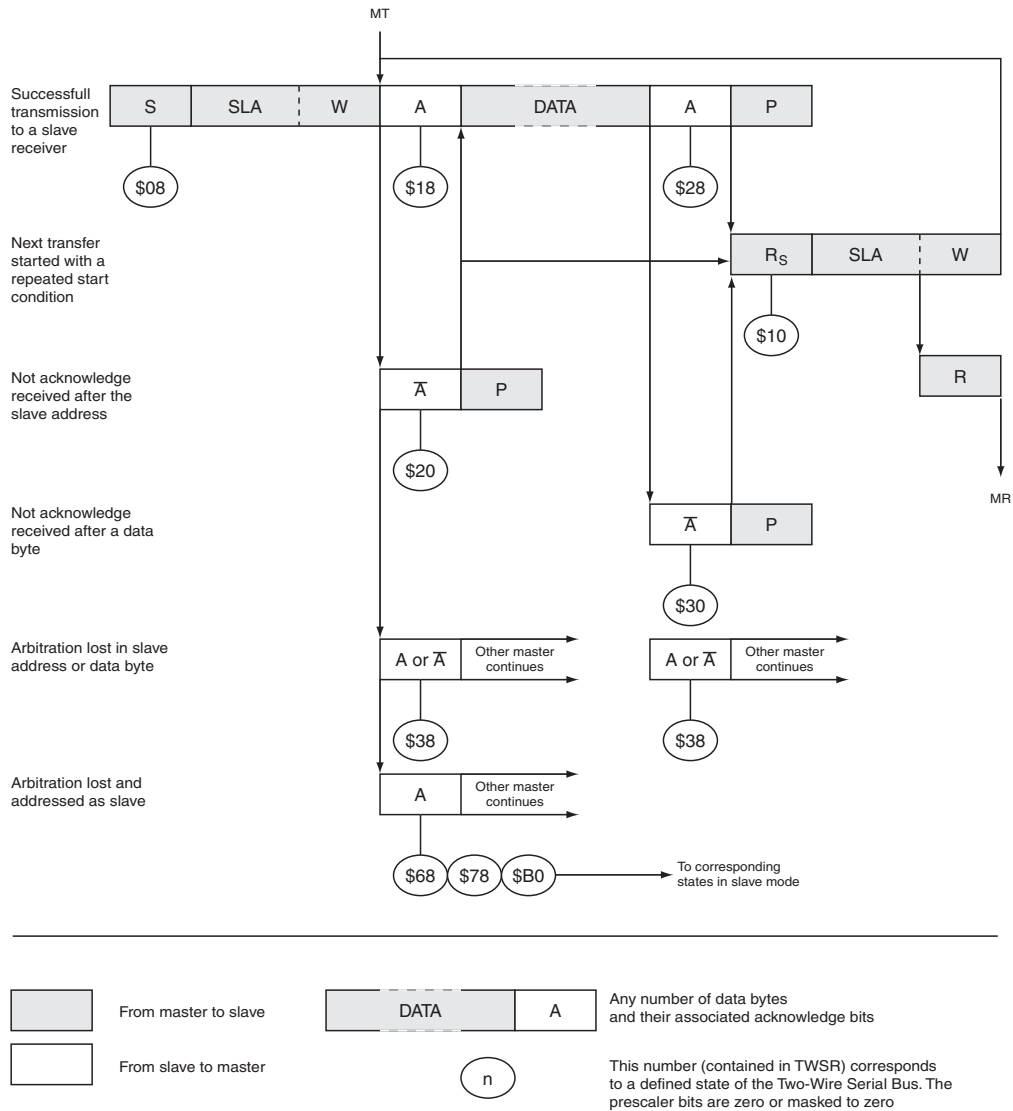 MT
Successfull
transmission
to a slave
receiver
S SLA W A DATA A P
$08 $18 $28
Next transfer
started with a
repeated start
condition
RS SLA W
$10
Not acknowledge
received after the
slave address
A̅ P
R
$20
MR
Not acknowledge
received after a data
byte
A̅ P
$30
Arbitration lost in slave
address or data byte
A or A̅ Other master
continues
A or A̅ Other master
continues
$38 $38
Arbitration lost and
addressed as slave
A Other master
continues
$68 $78 $B0
To corresponding
states in slave mode
From master to slave
DATA A
Any number of data bytes
and their associated acknowledge bits
From slave to master
n
This number (contained in TWSR) corresponds
to a defined state of the Two-Wire Serial Bus. The
prescaler bits are zero or masked to zero